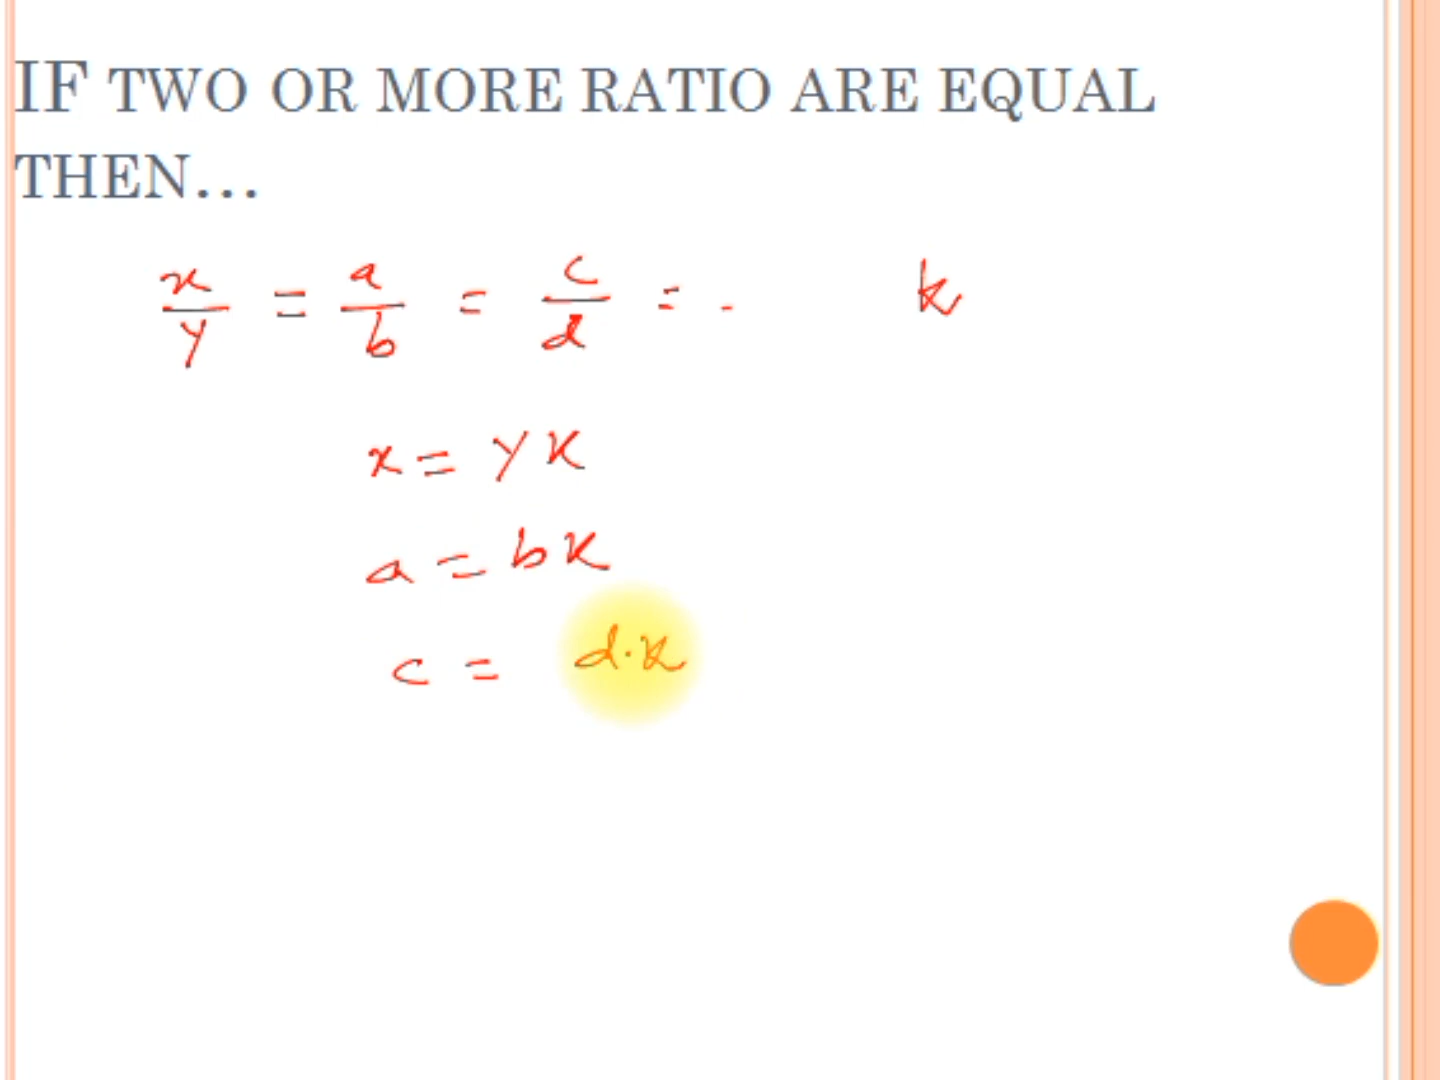 IF TWO OR MORE RATIO ARE EQUAL
THEN...
x/y = a/b = c/d = . k
x = yk
a = bk
c = d.k